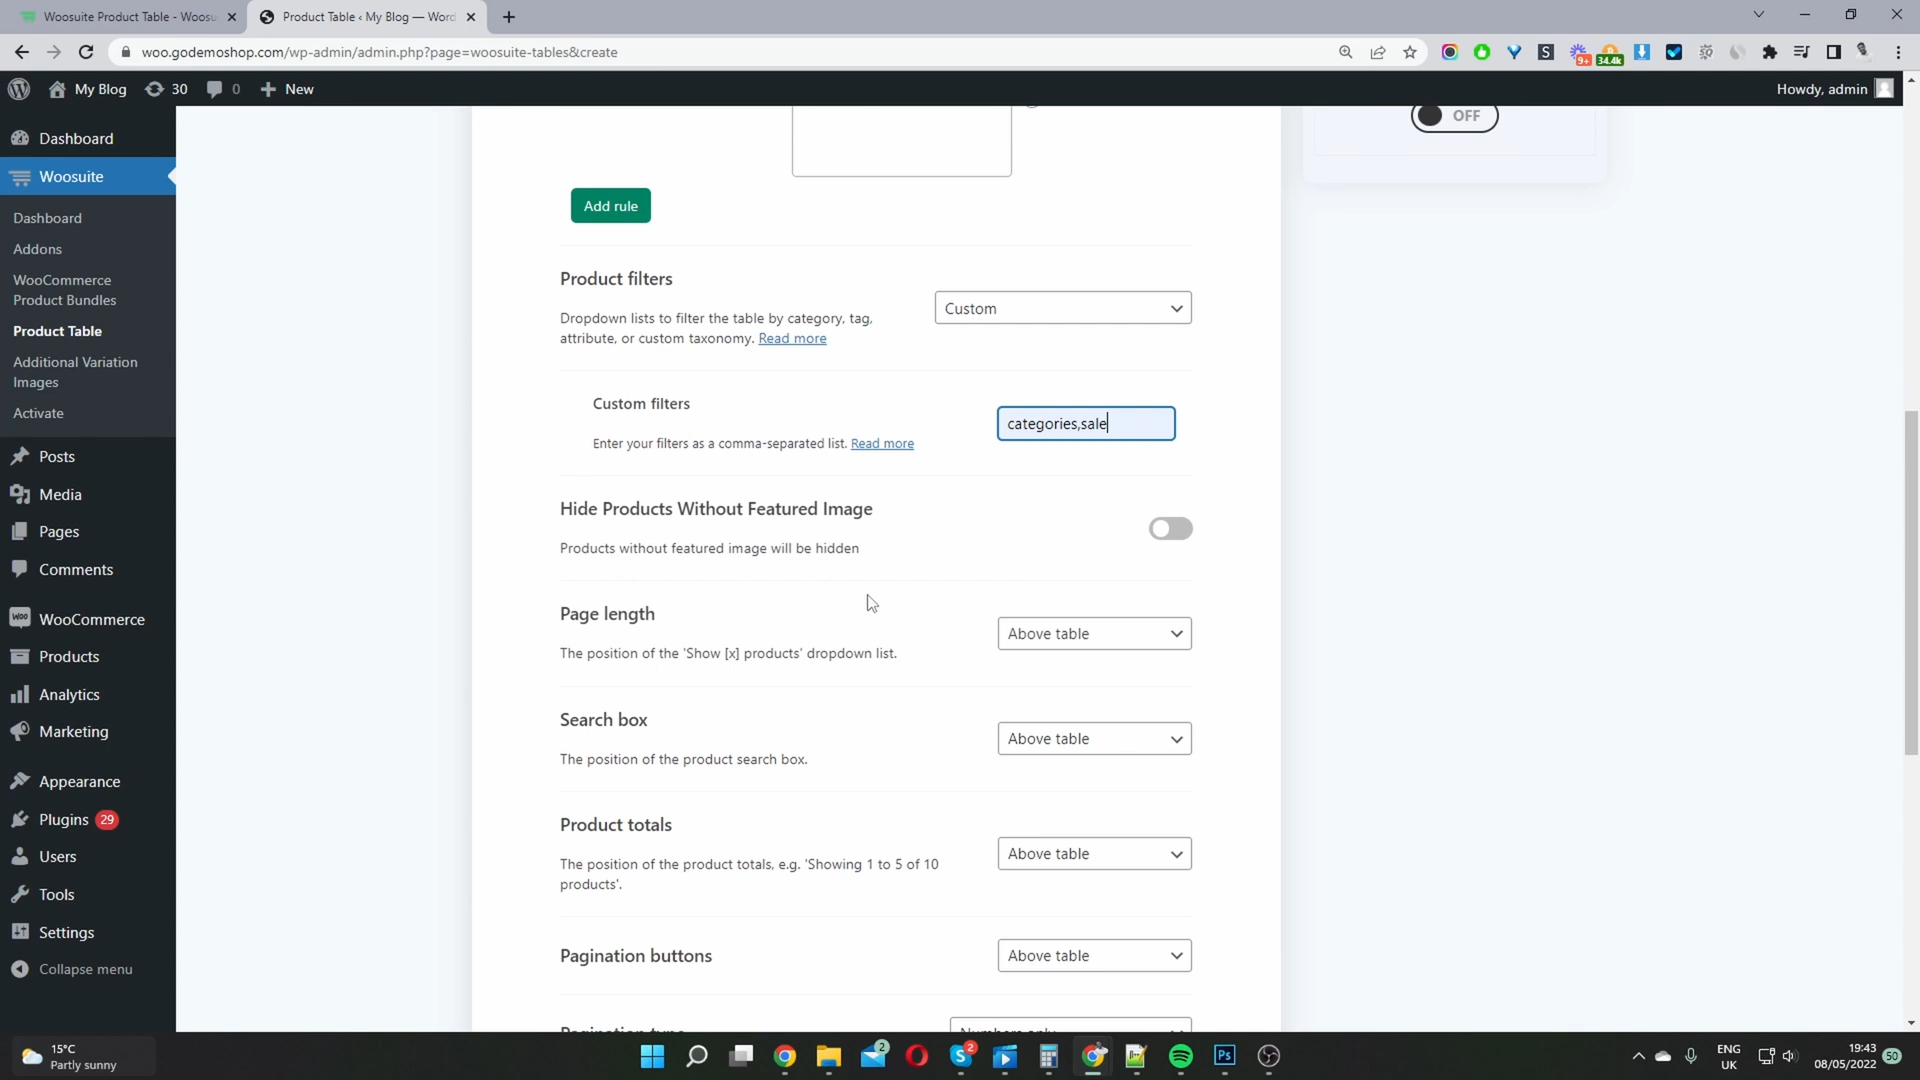 Woosuite Product Table - Woosu
Product Table ‹ My Blog — Word
woo.godemoshop.com/wp-admin/admin.php?page=woosuite-tables&create
9+
34.4k
My Blog
30
0
New
Howdy, admin
Dashboard
Woosuite
Dashboard
Addons
WooCommerce
Product Bundles
Product Table
Additional Variation
Images
Activate
Posts
Media
Pages
Comments
WooCommerce
Products
Analytics
Marketing
Appearance
Plugins 29
Users
Tools
Settings
Collapse menu
OFF
Add rule
Product filters
Dropdown lists to filter the table by category, tag,
attribute, or custom taxonomy. Read more
Custom
Custom filters
Enter your filters as a comma-separated list. Read more
categories,sale
Hide Products Without Featured Image
Products without featured image will be hidden
Page length
The position of the 'Show [x] products' dropdown list.
Above table
Search box
The position of the product search box.
Above table
Product totals
The position of the product totals, e.g. 'Showing 1 to 5 of 10
products'.
Above table
Pagination buttons
Above table
Pagination type
Numbers only
15°C
Partly sunny
2
2
Ps
ENG
UK
19:43
08/05/2022
50